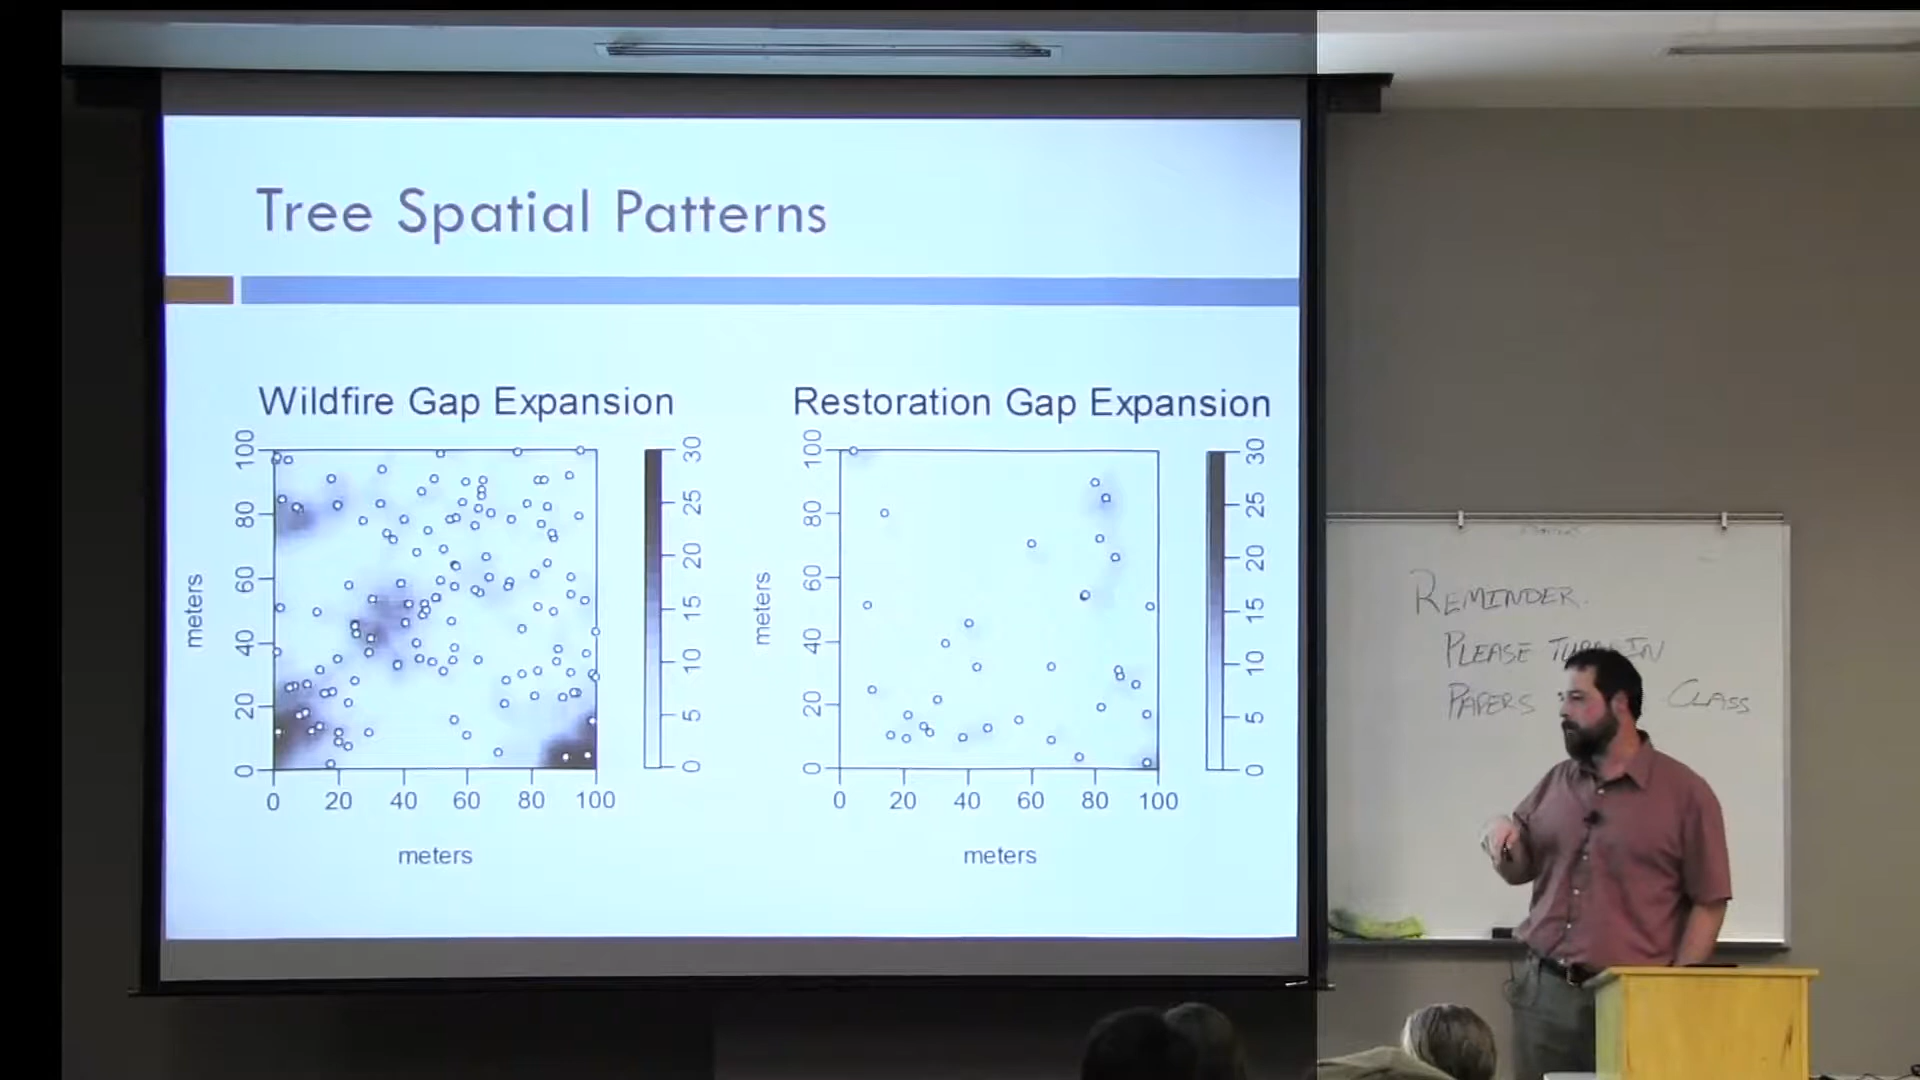 Tree Spatial Patterns
Wildfire Gap Expansion
100
80
60
40
20
0
meters
0 20 40 60 80 100
meters
30
25
20
15
10
5
0
Restoration Gap Expansion
100
80
60
40
20
0
meters
0 20 40 60 80 100
meters
30
25
20
15
10
5
0
REMINDER.
PLEASE TURN IN
PAPERS CLASS